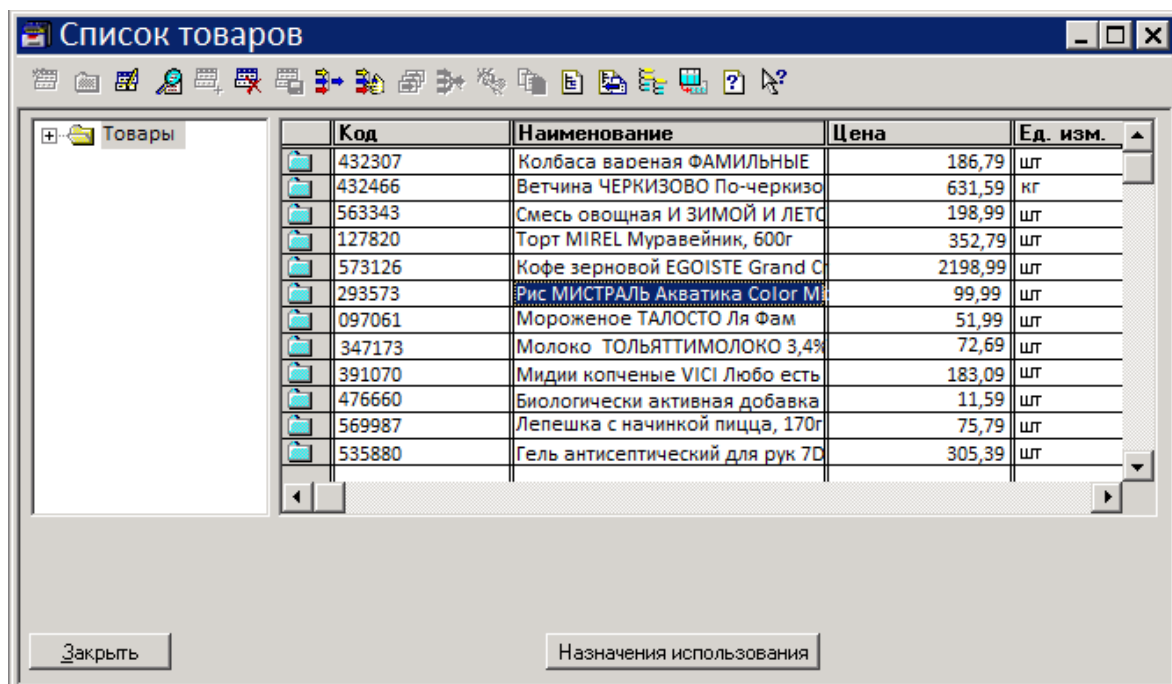 Список товаров
Товары
Код Наименование Цена Ед. изм.
432307 Колбаса вареная ФАМИЛЬНЫЕ 186,79 шт
432466 Ветчина ЧЕРКИЗОВО По-черкизо 631,59 кг
563343 Смесь овощная И ЗИМОЙ И ЛЕТО 198,99 шт
127820 Торт MIREL Муравейник, 600г 352,79 шт
573126 Кофе зерновой EGOISTE Grand Cr 2198,99 шт
293573 Рис МИСТРАЛЬ Акватика Color Mi 99,99 шт
097061 Мороженое ТАЛОСТО Ля Фам 51,99 шт
347173 Молоко ТОЛЬЯТТИМОЛОКО 3,4% 72,69 шт
391070 Мидии копченые VICI Любо есть 183,09 шт
476660 Биологически активная добавка 11,59 шт
569987 Лепешка с начинкой пицца, 170г 75,79 шт
535880 Гель антисептический для рук 7D 305,39 шт
Закрыть Назначения использования